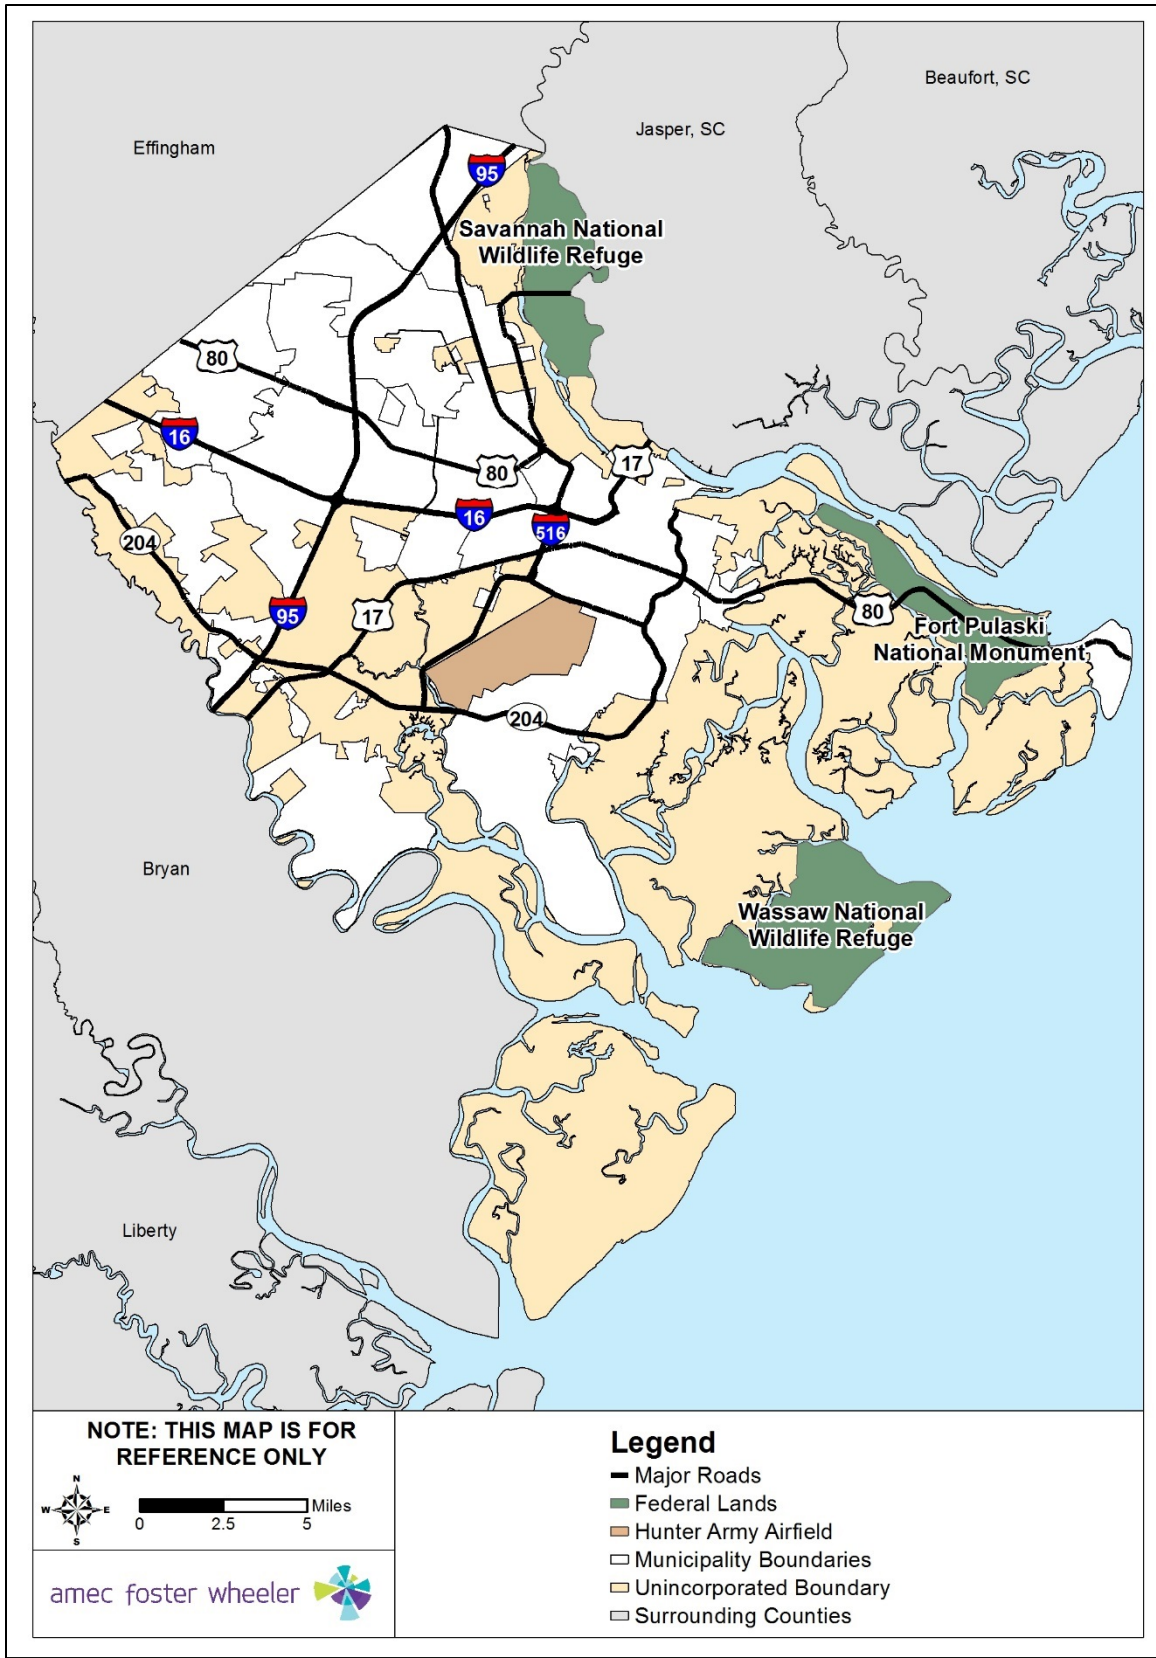 Beaufort, SC
Jasper, SC
Effingham
95
Savannah National
Wildlife Refuge
80
16
80
17
16
516
204
95
17
80
Fort Pulaski
National Monument
204
Bryan
Wassaw National
Wildlife Refuge
Liberty
NOTE: THIS MAP IS FOR
REFERENCE ONLY
N
W
E
S
Miles
0
2.5
5
amec foster wheeler
Legend
Major Roads
Federal Lands
Hunter Army Airfield
Municipality Boundaries
Unincorporated Boundary
Surrounding Counties